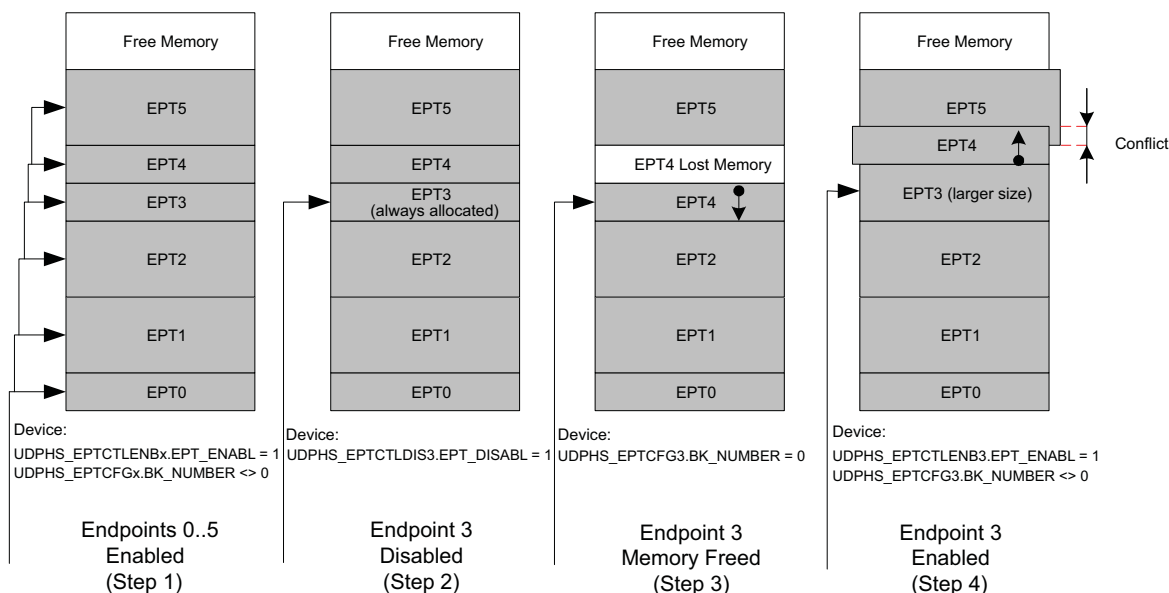 Free Memory
EPT5
EPT4
EPT3
EPT2
EPT1
EPT0
Device:
UDPHS_EPTCTLENBx.EPT_ENABL = 1
UDPHS_EPTCFGx.BK_NUMBER <> 0
Endpoints 0..5
Enabled
(Step 1)
Free Memory
EPT5
EPT4
EPT3
(always allocated)
EPT2
EPT1
EPT0
Device:
UDPHS_EPTCTLDIS3.EPT_DISABL = 1
Endpoint 3
Disabled
(Step 2)
Free Memory
EPT5
EPT4 Lost Memory
EPT4
EPT2
EPT1
EPT0
Device:
UDPHS_EPTCFG3.BK_NUMBER = 0
Endpoint 3
Memory Freed
(Step 3)
Free Memory
EPT5
EPT4
Conflict
EPT3 (larger size)
EPT2
EPT1
EPT0
Device:
UDPHS_EPTCTLENB3.EPT_ENABL = 1
UDPHS_EPTCFG3.BK_NUMBER <> 0
Endpoint 3
Enabled
(Step 4)